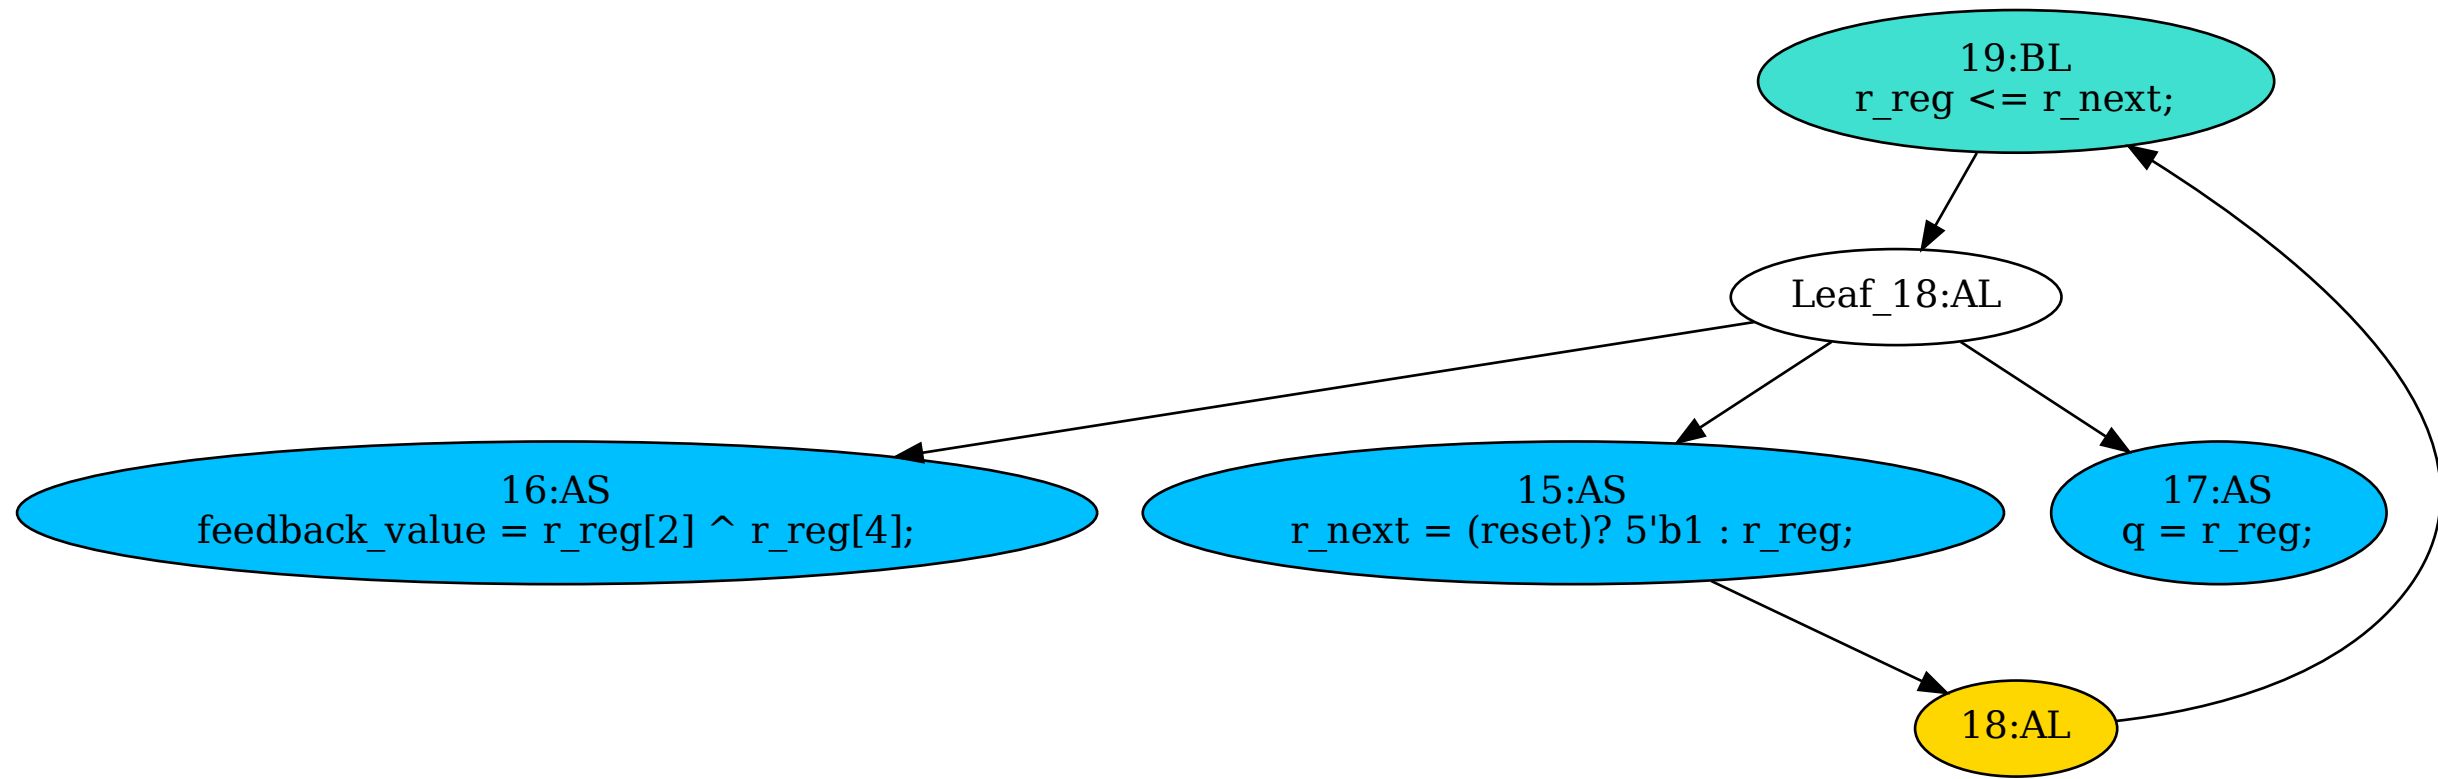 19:BL
r_reg <= r_next;
Leaf_18:AL
16:AS
feedback_value = r_reg[2] ^ r_reg[4];
15:AS
r_next = (reset)? 5'b1 : r_reg;
17:AS
q = r_reg;
18:AL